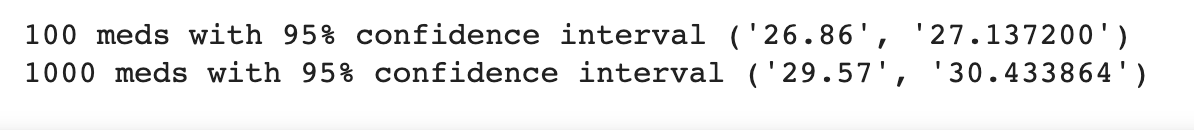 100 meds with 95% confidence interval ('26.86', '27.137200')
1000 meds with 95% confidence interval ('29.57', '30.433864')